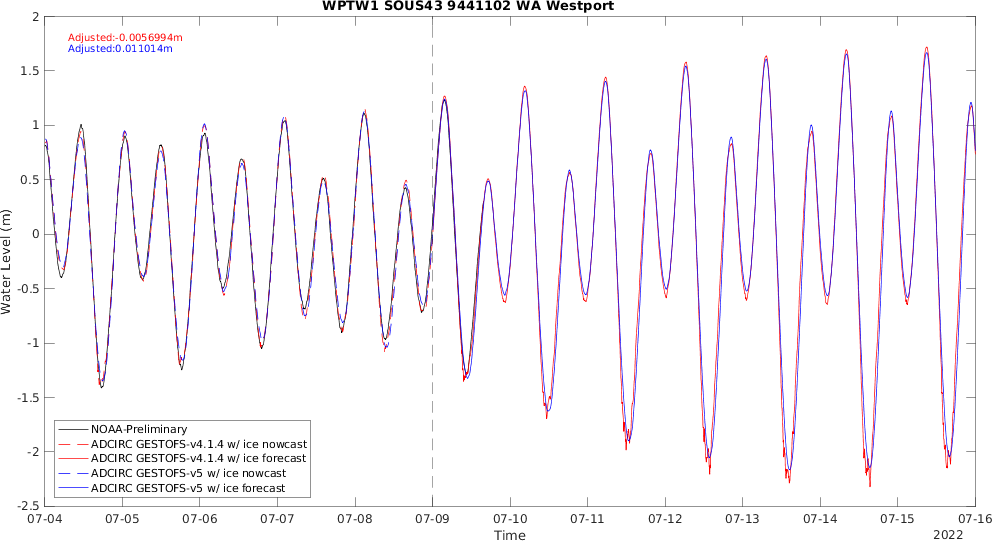 WPTW1 SOUS43 9441102 WA Westport
Adjusted:-0.0056994m
Adjusted:0.011014m
2
1.5
1
0.5
0
-0.5
-1
-1.5
-2
-2.5
Water Level (m)
NOAA-Preliminary
ADCIRC GESTOFS-v4.1.4 w/ ice nowcast
ADCIRC GESTOFS-v4.1.4 w/ ice forecast
ADCIRC GESTOFS-v5 w/ ice nowcast
ADCIRC GESTOFS-v5 w/ ice forecast
07-04 07-05 07-06 07-07 07-08 07-09 07-10 07-11 07-12 07-13 07-14 07-15 07-16
Time
2022